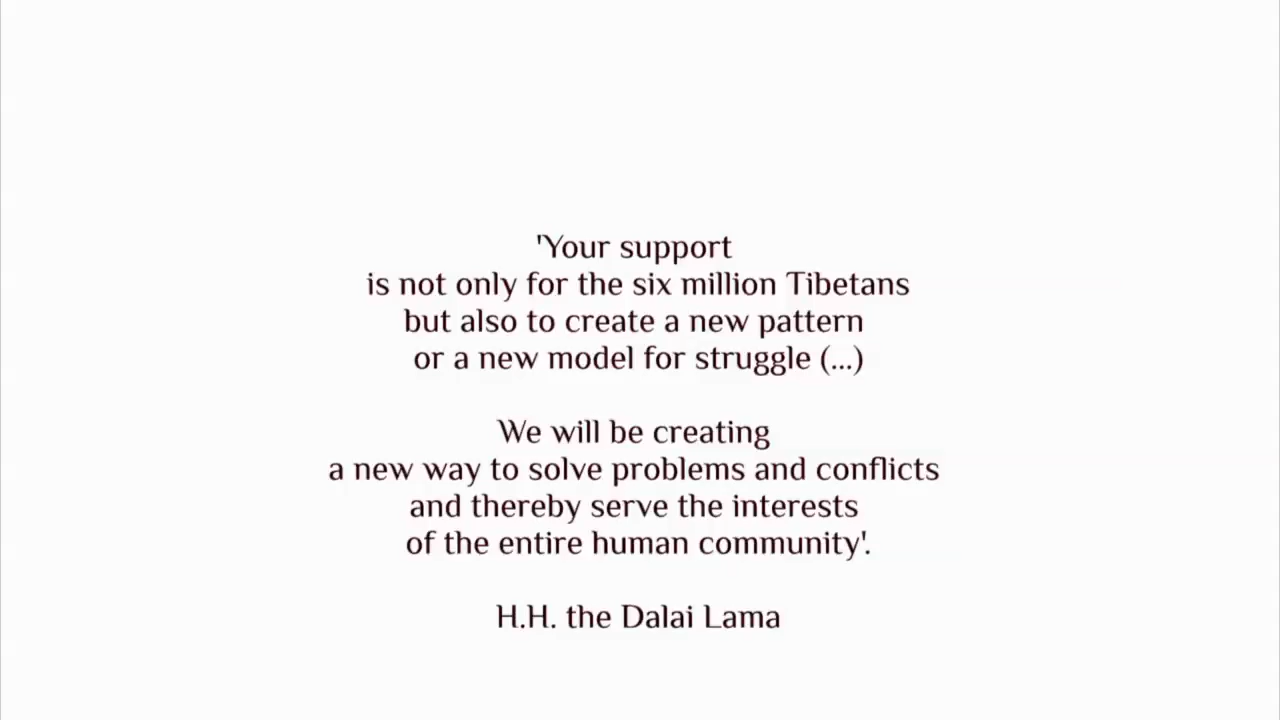 'Your support
is not only for the six million Tibetans
but also to create a new pattern
or a new model for struggle (...)
We will be creating
a new way to solve problems and conflicts
and thereby serve the interests
of the entire human community'.
H.H. the Dalai Lama